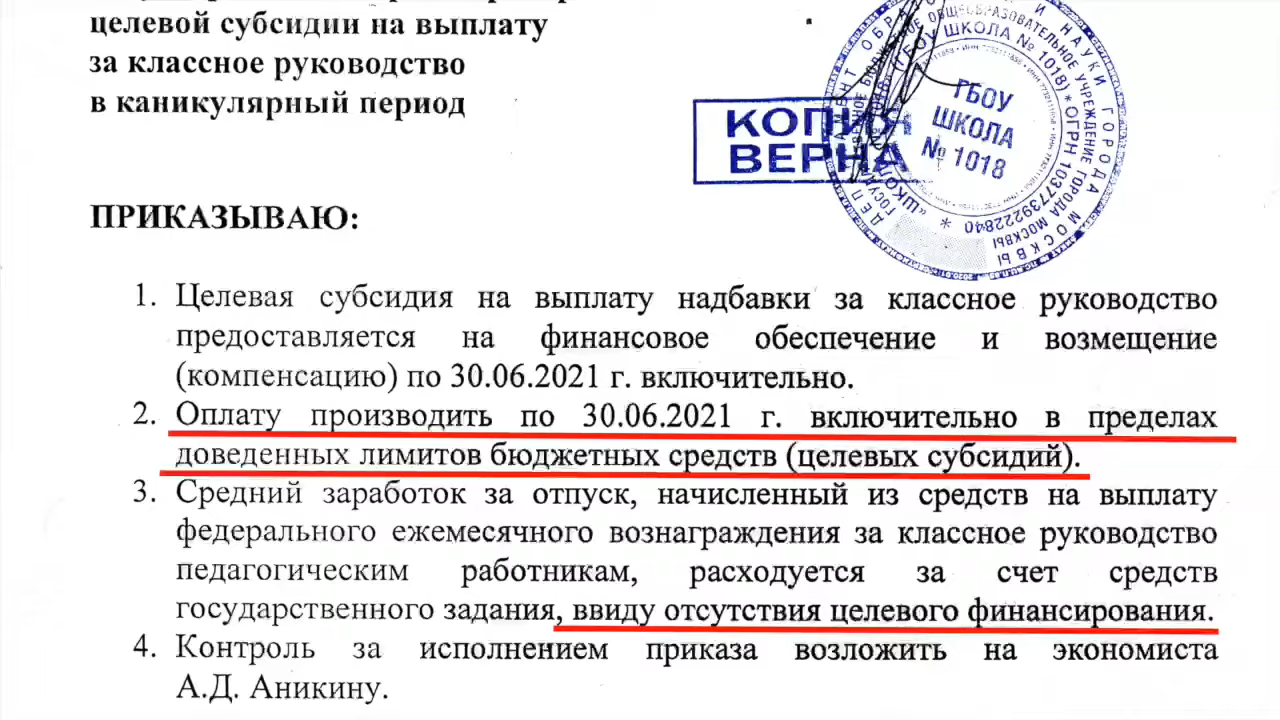 целевой субсидии на выплату
за классное руководство
в каникулярный период
КОПИЯ
ВЕРНА
ГБОУ
ШКОЛА
№ 1018
ПРИКАЗЫВАЮ:
1. Целевая субсидия на выплату надбавки за классное руководство
предоставляется на финансовое обеспечение и возмещение
(компенсацию) по 30.06.2021 г. включительно.
2. Оплату производить по 30.06.2021 г. включительно в пределах
доведенных лимитов бюджетных средств (целевых субсидий).
3. Средний заработок за отпуск, начисленный из средств на выплату
федерального ежемесячного вознаграждения за классное руководство
педагогическим работникам, расходуется за счет средств
государственного задания, ввиду отсутствия целевого финансирования.
4. Контроль за исполнением приказа возложить на экономиста
А.Д. Аникину.